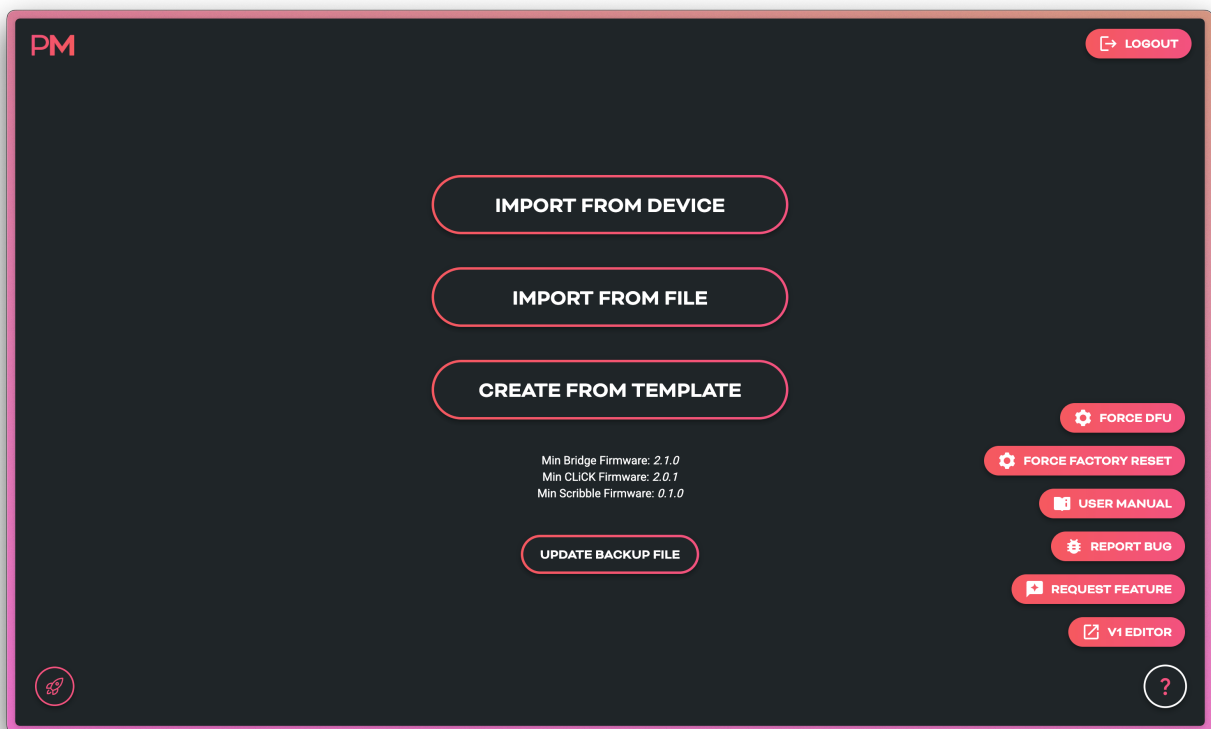 PM
LOGOUT
IMPORT FROM DEVICE
IMPORT FROM FILE
CREATE FROM TEMPLATE
Min Bridge Firmware: 2.1.0
Min CLiCK Firmware: 2.0.1
Min Scribble Firmware: 0.1.0
UPDATE BACKUP FILE
FORCE DFU
FORCE FACTORY RESET
USER MANUAL
REPORT BUG
REQUEST FEATURE
V1 EDITOR
?